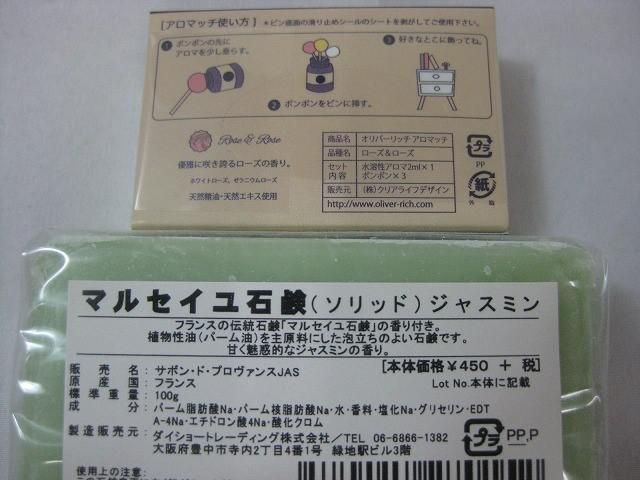 [アロマッチ使い方] *ビン底面の滑り止めシールのシートを剥がしてご使用下さい。
1 ポンポンの先に
アロマを少し垂らす。
3 好きなとこに飾ってね。
2 ポンポンをビンに挿す。
Rose & Rose
優雅に咲き誇るローズの香り。
ホワイトローズ、ゼラニウムローズ
天然精油・天然エキス使用
商品名 オリバーリッチ アロマッチ
品種名 ローズ&ローズ
セット内容 水溶性アロマ2ml×1
ポンポン×3
販売元 (株)クリアライフデザイン
http://www.oliver-rich.com
プラ
PP
紙
外箱
マルセイユ石鹸(ソリッド)ジャスミン
フランスの伝統石鹸「マルセイユ石鹸」の香り付き。
植物性油(パーム油)を主原料にした泡立ちのよい石鹸です。
甘く魅惑的なジャスミンの香り。
販売名: サボン・ド・プロヴァンスJAS
[本体価格¥450 + 税]
原産国: フランス
Lot No.本体に記載
標準重量: 100g
成分: パーム脂肪酸Na・パーム核脂肪酸Na・水・香料・塩化Na・グリセリン・EDT
A-4Na・エチドロン酸4Na・酸化クロム
製造販売元: ダイショートレーディング株式会社/TEL 06-6866-1382
大阪府豊中市寺内2丁目4番1号 緑地駅ビル3階
プラ
PP,P
使用上の注意: